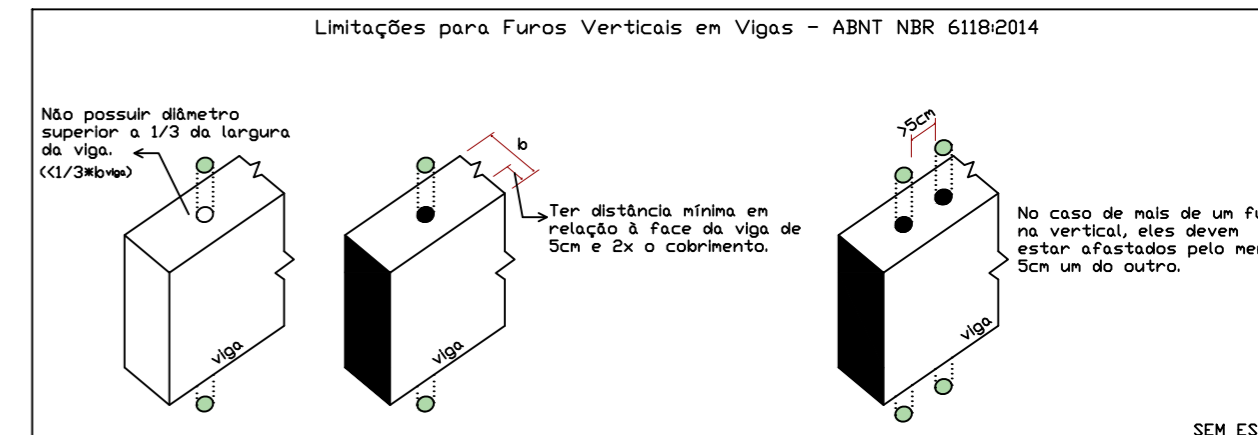 Limitações para Furos Verticais em Vigas - ABNT NBR 6118:2014
Não possuir diâmetro
superior a 1/3 da largura
da viga.
(<1/3*bviga)
viga
b
Ter distância mínima em
relação à face da viga de
5cm e 2x o cobrimento.
viga
>5cm
No caso de mais de um
na vertical, eles devem
estar afastados pelo
5cm um do outro.
viga
SEM